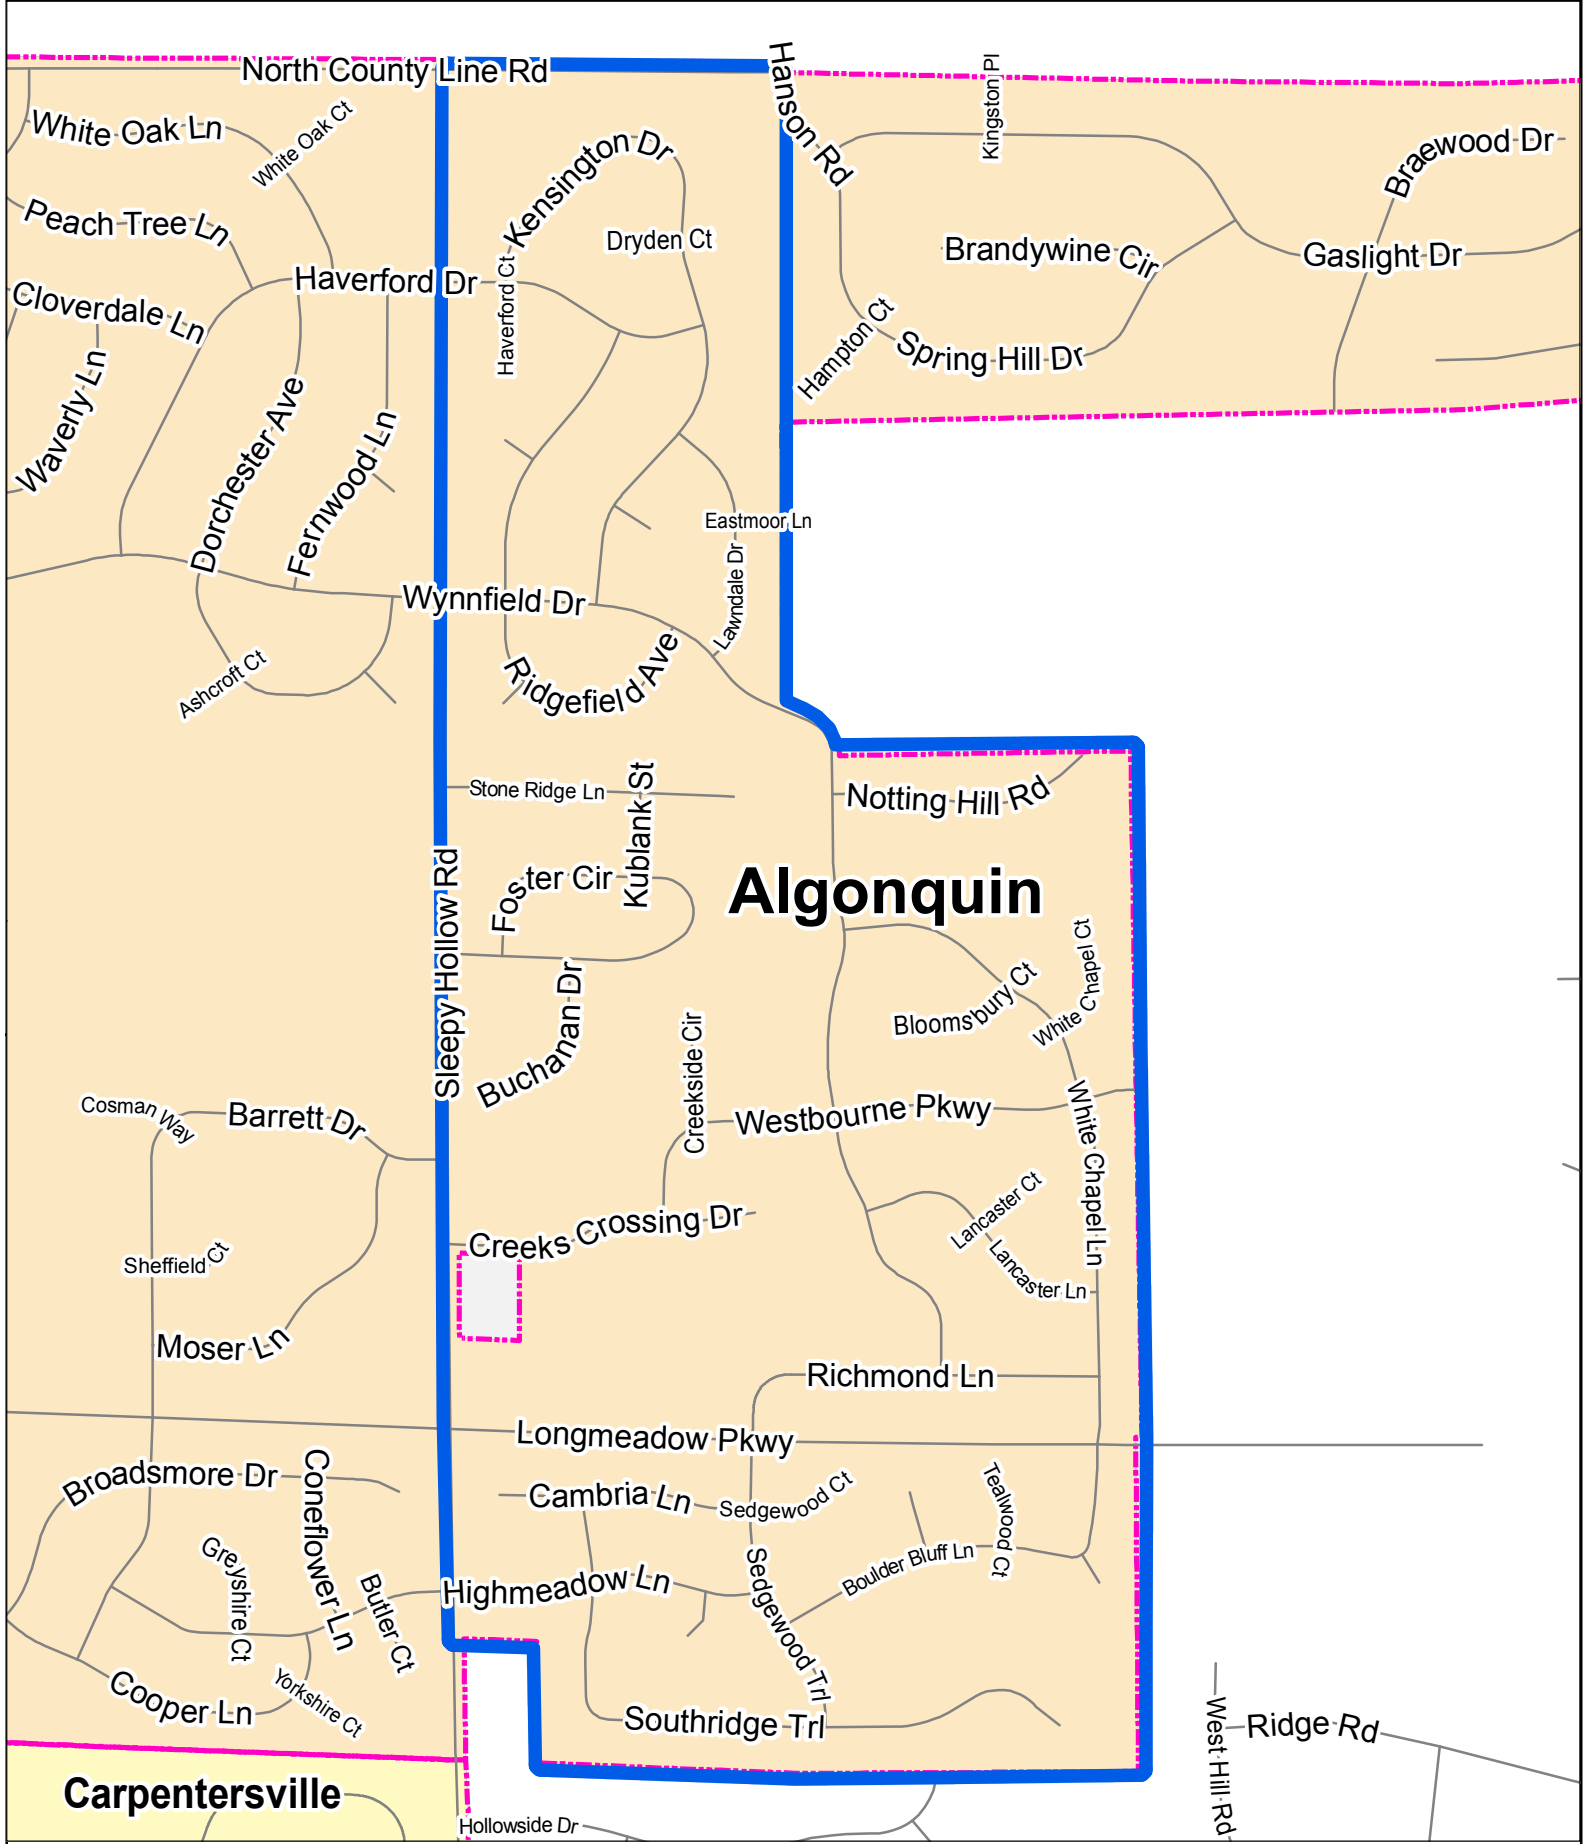 North County Line Rd
Hanson Rd
Kingston Pl
White Oak Ln
White Oak Ct
Kensington Dr
Braewood Dr
Peach Tree Ln
Dryden Ct
Brandywine Cir
Gaslight Dr
Haverford Dr
Haverford Ct
Cloverdale Ln
Hampton Ct
Spring Hill Dr
Waverly Ln
Dorchester Ave
Fernwood Ln
Eastmoor Ln
Lawndale Dr
Wynnfield Dr
Ridgefield Ave
Ashcroft Ct
Stone Ridge Ln
Kublank St
Notting Hill Rd
Foster Cir
Algonquin
Sleepy Hollow Rd
Buchanan Dr
Bloomsbury Ct
White Chapel Ct
Creekside Cir
Cosman Way
Barrett Dr
Westbourne Pkwy
White Chapel Ln
Lancaster Ct
Creeks Crossing Dr
Sheffield Ct
Lancaster Ln
Moser Ln
Richmond Ln
Longmeadow Pkwy
Broadsmore Dr
Coneflower Ln
Cambria Ln
Sedgewood Ct
Tealwood Ct
Greyshire Ct
Boulder Bluff Ln
Butler Ct
Highmeadow Ln
Sedgewood Trl
Cooper Ln
Yorkshire Ct
Southridge Trl
West Hill Rd
Ridge Rd
Carpentersville
Hollowside Dr